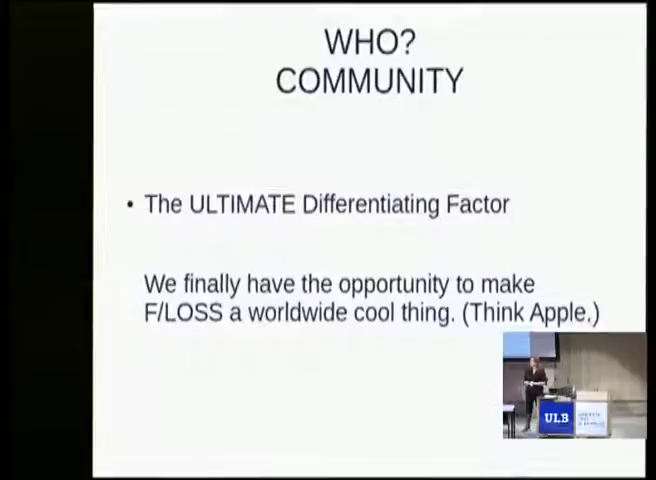 WHO?
COMMUNITY
• The ULTIMATE Differentiating Factor
We finally have the opportunity to make
F/LOSS a worldwide cool thing. (Think Apple.)
ULB